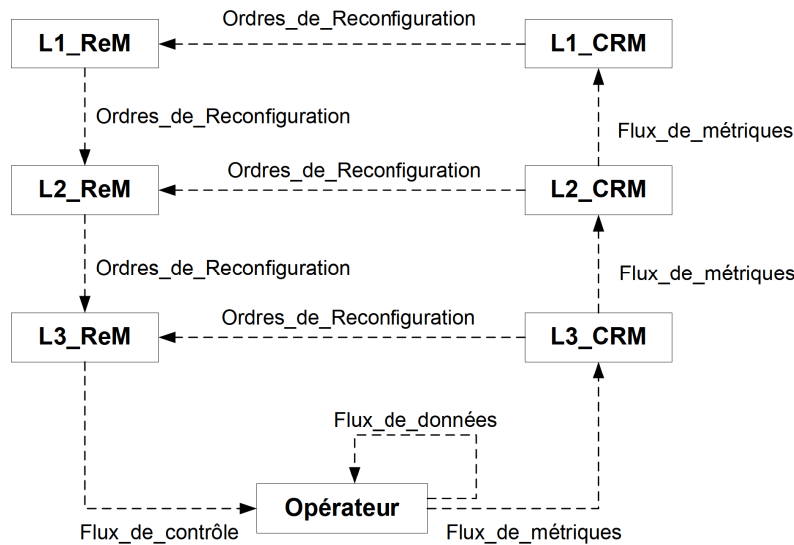 Ordres_de_Reconfiguration
L1_ReM
L1_CRM
Ordres_de_Reconfiguration
Flux_de_métriques
Ordres_de_Reconfiguration
L2_ReM
L2_CRM
Ordres_de_Reconfiguration
Flux_de_métriques
Ordres_de_Reconfiguration
L3_ReM
L3_CRM
Flux_de_données
Opérateur
Flux_de_contrôle
Flux_de_métriques